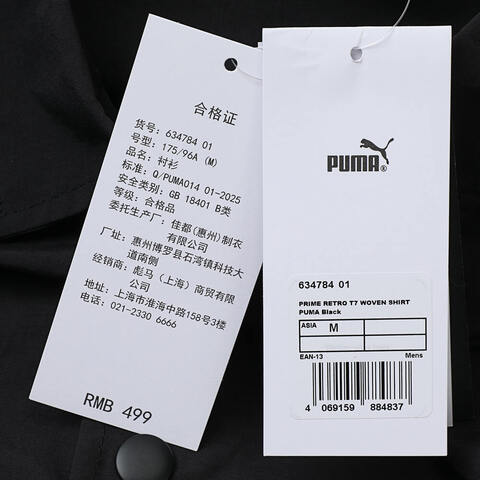 合格证
货号: 634784 01
号型: 175/96A (M)
品名: 衬衫
标准: Q/PUMA014 01-2025
安全类别: GB 18401 B类
等级: 合格品
委托生产厂: 佳都(惠州)制衣
有限公司
厂址: 惠州博罗县石湾镇科技大
道南侧
经销商: 彪马(上海)商贸有限
公司
地址: 上海市淮海中路158号3楼
电话: 021-2330 6666
RMB 499
PUMA®
634784 01
PRIME RETRO T7 WOVEN SHIRT
PUMA Black
ASIA M
EAN-13 Mens
4 069159 884837